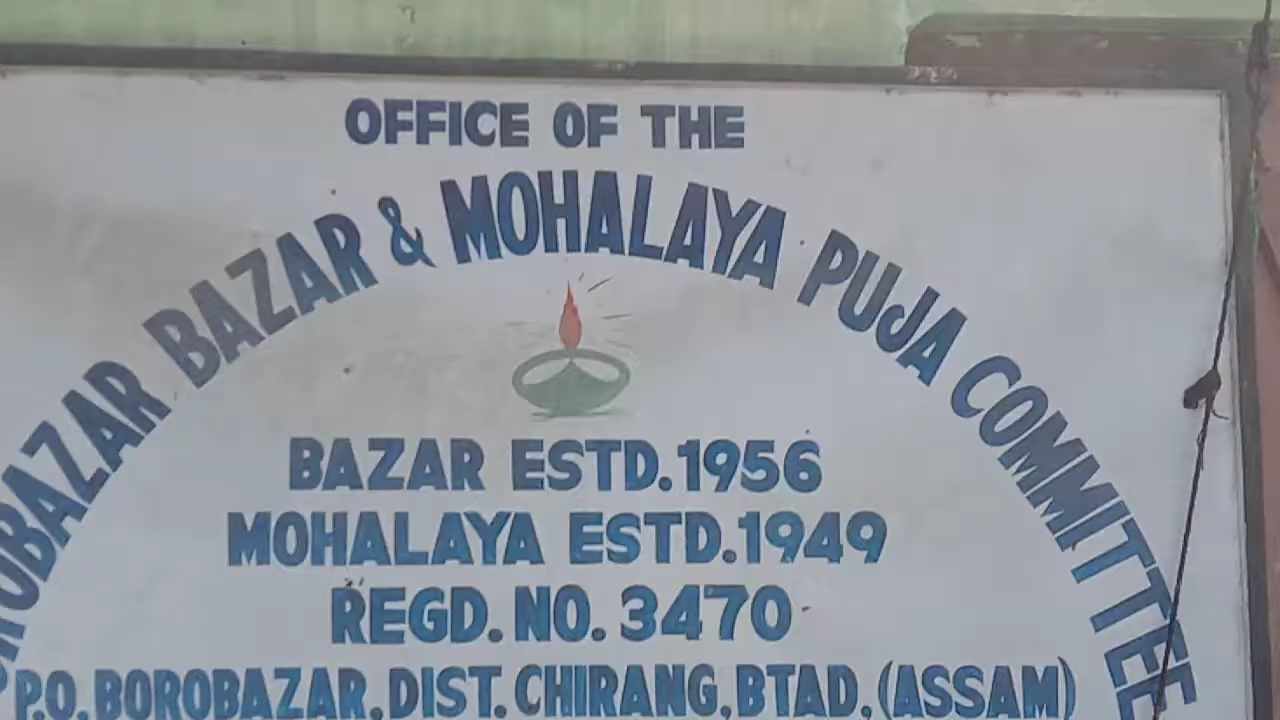 OFFICE OF THE
BAZAR & MOHALAYA PUJA COMMITTEE
BAZAR ESTD.1956
MOHALAYA ESTD.1949
REGD. NO. 3470
P.O. BOROBAZAR, DIST. CHIRANG, BTAD, (ASSAM)